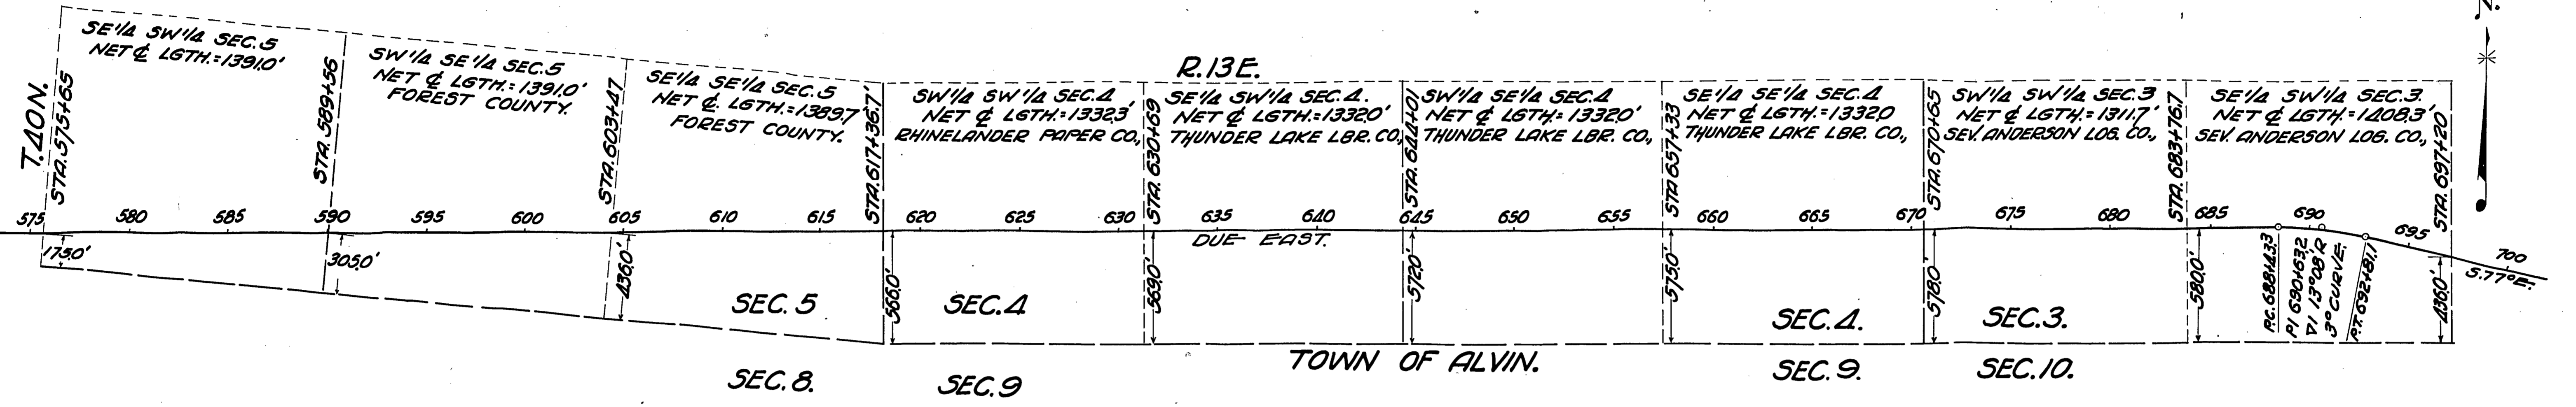 N.
R.13E.
T.40N.
STA.575+65
SE¼ SW¼ SEC.5
NET ℄ LGTH.=1391.0'
STA.589+56
SW¼ SE¼ SEC.5
NET ℄ LGTH.=1391.0'
FOREST COUNTY.
STA.603+47
SE¼ SE¼ SEC.5
NET ℄ LGTH.=1389.7'
FOREST COUNTY.
STA.617+36.7'
SW¼ SW¼ SEC.4
NET ℄ LGTH.=1332.3'
RHINELANDER PAPER CO.,
STA.630+69
SE¼ SW¼ SEC.4.
NET ℄ LGTH.=1332.0'
THUNDER LAKE LBR. CO.,
STA.644+01
SW¼ SE¼ SEC.4
NET ℄ LGTH.=1332.0'
THUNDER LAKE LBR. CO.,
STA.657+33
SE¼ SE¼ SEC.4
NET ℄ LGTH.=1332.0
THUNDER LAKE LBR. CO.,
STA.670+65
SW¼ SW¼ SEC.3
NET ℄ LGTH.=1311.7'
SEV. ANDERSON LOG. CO.,
STA.683+76.7
SE¼ SW¼ SEC.3.
NET ℄ LGTH.=1408.3'
SEV. ANDERSON LOG. CO.,
STA.697+20
575 580 585 590 595 600 605 610 615 620 625 630 635 640 645 650 655 660 665 670 675 680 685 690 695 700
DUE EAST.
S.77°E.
175.0' 305.0' 436.0' 566.0' 569.0' 572.0' 575.0' 578.0' 580.0' 436.0'
P.C.688+43.3
PI 690+63.2
∇I 13°08'R
3° CURVE.
P.T.692+81.1
SEC.5 SEC.4 SEC.4. SEC.3.
TOWN OF ALVIN.
SEC.8. SEC.9 SEC.9. SEC.10.